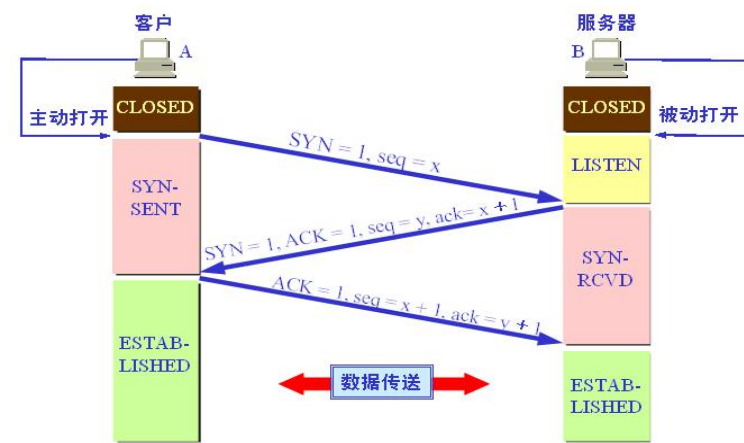 客户
服务器
A
B
CLOSED
CLOSED
主动打开
被动打开
SYN = 1, seq = x
LISTEN
SYN-
SENT
SYN = 1, ACK = 1, seq = y, ack= x + 1
SYN-
RCVD
ACK = 1, seq = x + 1, ack = y + 1
ESTAB-
LISHED
数据传送
ESTAB-
LISHED